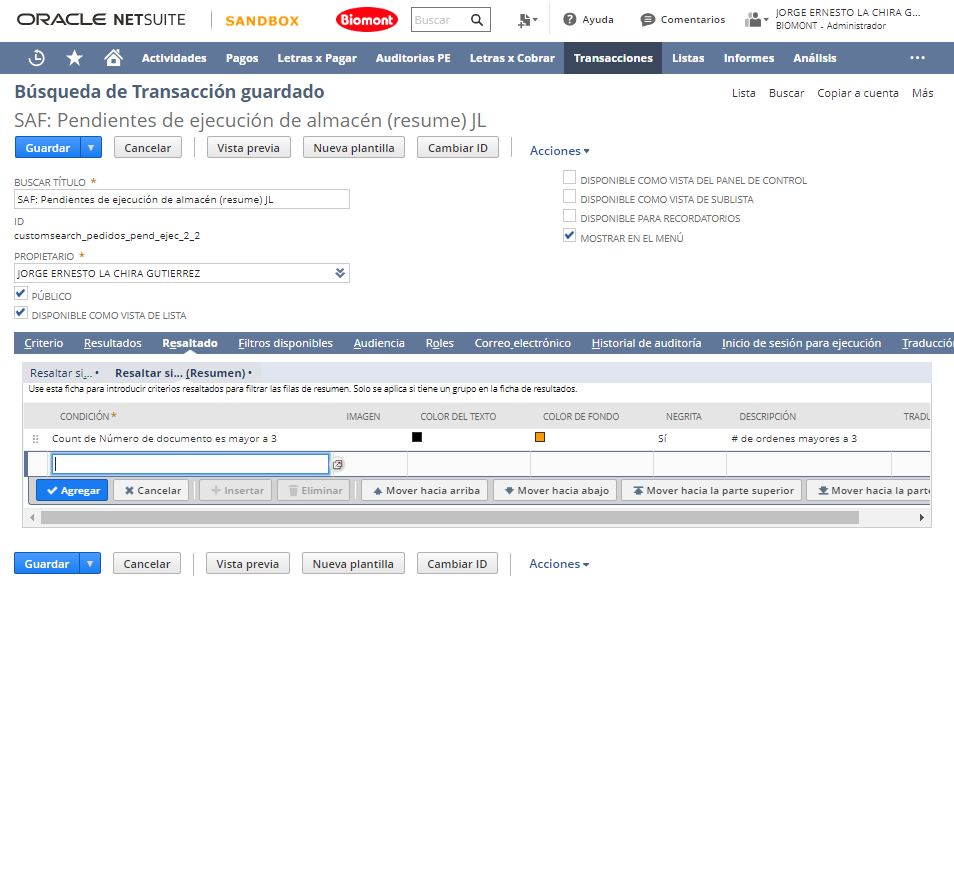 ORACLE NETSUITE SANDBOX Biomont Buscar Ayuda Comentarios JORGE ERNESTO LA CHIRA G...
BIOMONT - Administrador
Actividades Pagos Letras x Pagar Auditorias PE Letras x Cobrar Transacciones Listas Informes Análisis
Búsqueda de Transacción guardado Lista Buscar Copiar a cuenta Más
SAF: Pendientes de ejecución de almacén (resume) JL
Guardar Cancelar Vista previa Nueva plantilla Cambiar ID Acciones
BUSCAR TÍTULO *
SAF: Pendientes de ejecución de almacén (resume) JL
ID
customsearch_pedidos_pend_ejec_2_2
PROPIETARIO *
JORGE ERNESTO LA CHIRA GUTIERREZ
PÚBLICO
DISPONIBLE COMO VISTA DE LISTA
DISPONIBLE COMO VISTA DEL PANEL DE CONTROL
DISPONIBLE COMO VISTA DE SUBLISTA
DISPONIBLE PARA RECORDATORIOS
MOSTRAR EN EL MENÚ
Criterio Resultados Resaltado Filtros disponibles Audiencia Roles Correo electrónico Historial de auditoría Inicio de sesión para ejecución Traducció
Resaltar si... • Resaltar si... (Resumen) •
Use esta ficha para introducir criterios resaltados para filtrar las filas de resumen. Solo se aplica si tiene un grupo en la ficha de resultados.
CONDICIÓN * IMAGEN COLOR DEL TEXTO COLOR DE FONDO NEGRITA DESCRIPCIÓN TRADU
Count de Número de documento es mayor a 3 Sí # de ordenes mayores a 3
Agregar Cancelar Insertar Eliminar Mover hacia arriba Mover hacia abajo Mover hacia la parte superior Mover hacia la parte
Guardar Cancelar Vista previa Nueva plantilla Cambiar ID Acciones